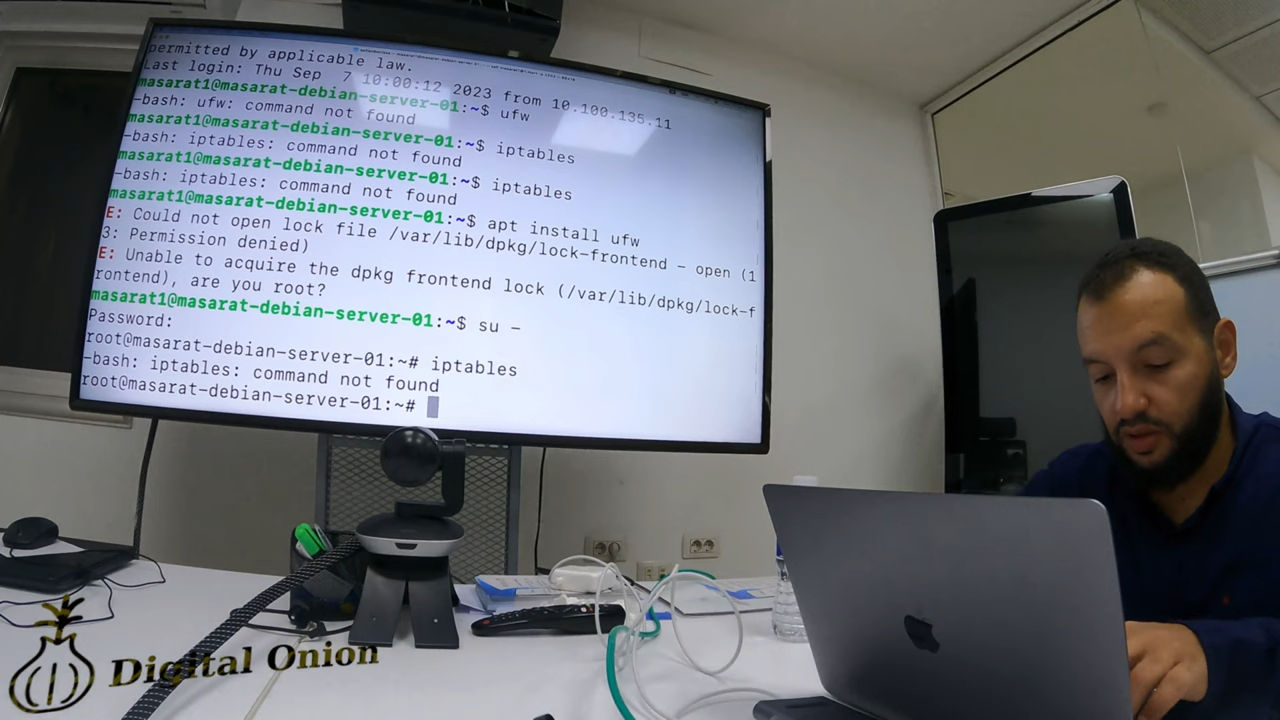 permitted by applicable law.
Last login: Thu Sep  7 10:00:12 2023 from 10.100.135.11
masarat1@masarat-debian-server-01:~$ ufw
-bash: ufw: command not found
masarat1@masarat-debian-server-01:~$ iptables
-bash: iptables: command not found
masarat1@masarat-debian-server-01:~$ iptables
-bash: iptables: command not found
masarat1@masarat-debian-server-01:~$ apt install ufw
E: Could not open lock file /var/lib/dpkg/lock-frontend - open (1
3: Permission denied)
E: Unable to acquire the dpkg frontend lock (/var/lib/dpkg/lock-f
rontend), are you root?
masarat1@masarat-debian-server-01:~$ su -
Password:
root@masarat-debian-server-01:~# iptables
-bash: iptables: command not found
root@masarat-debian-server-01:~#
Digital Onion